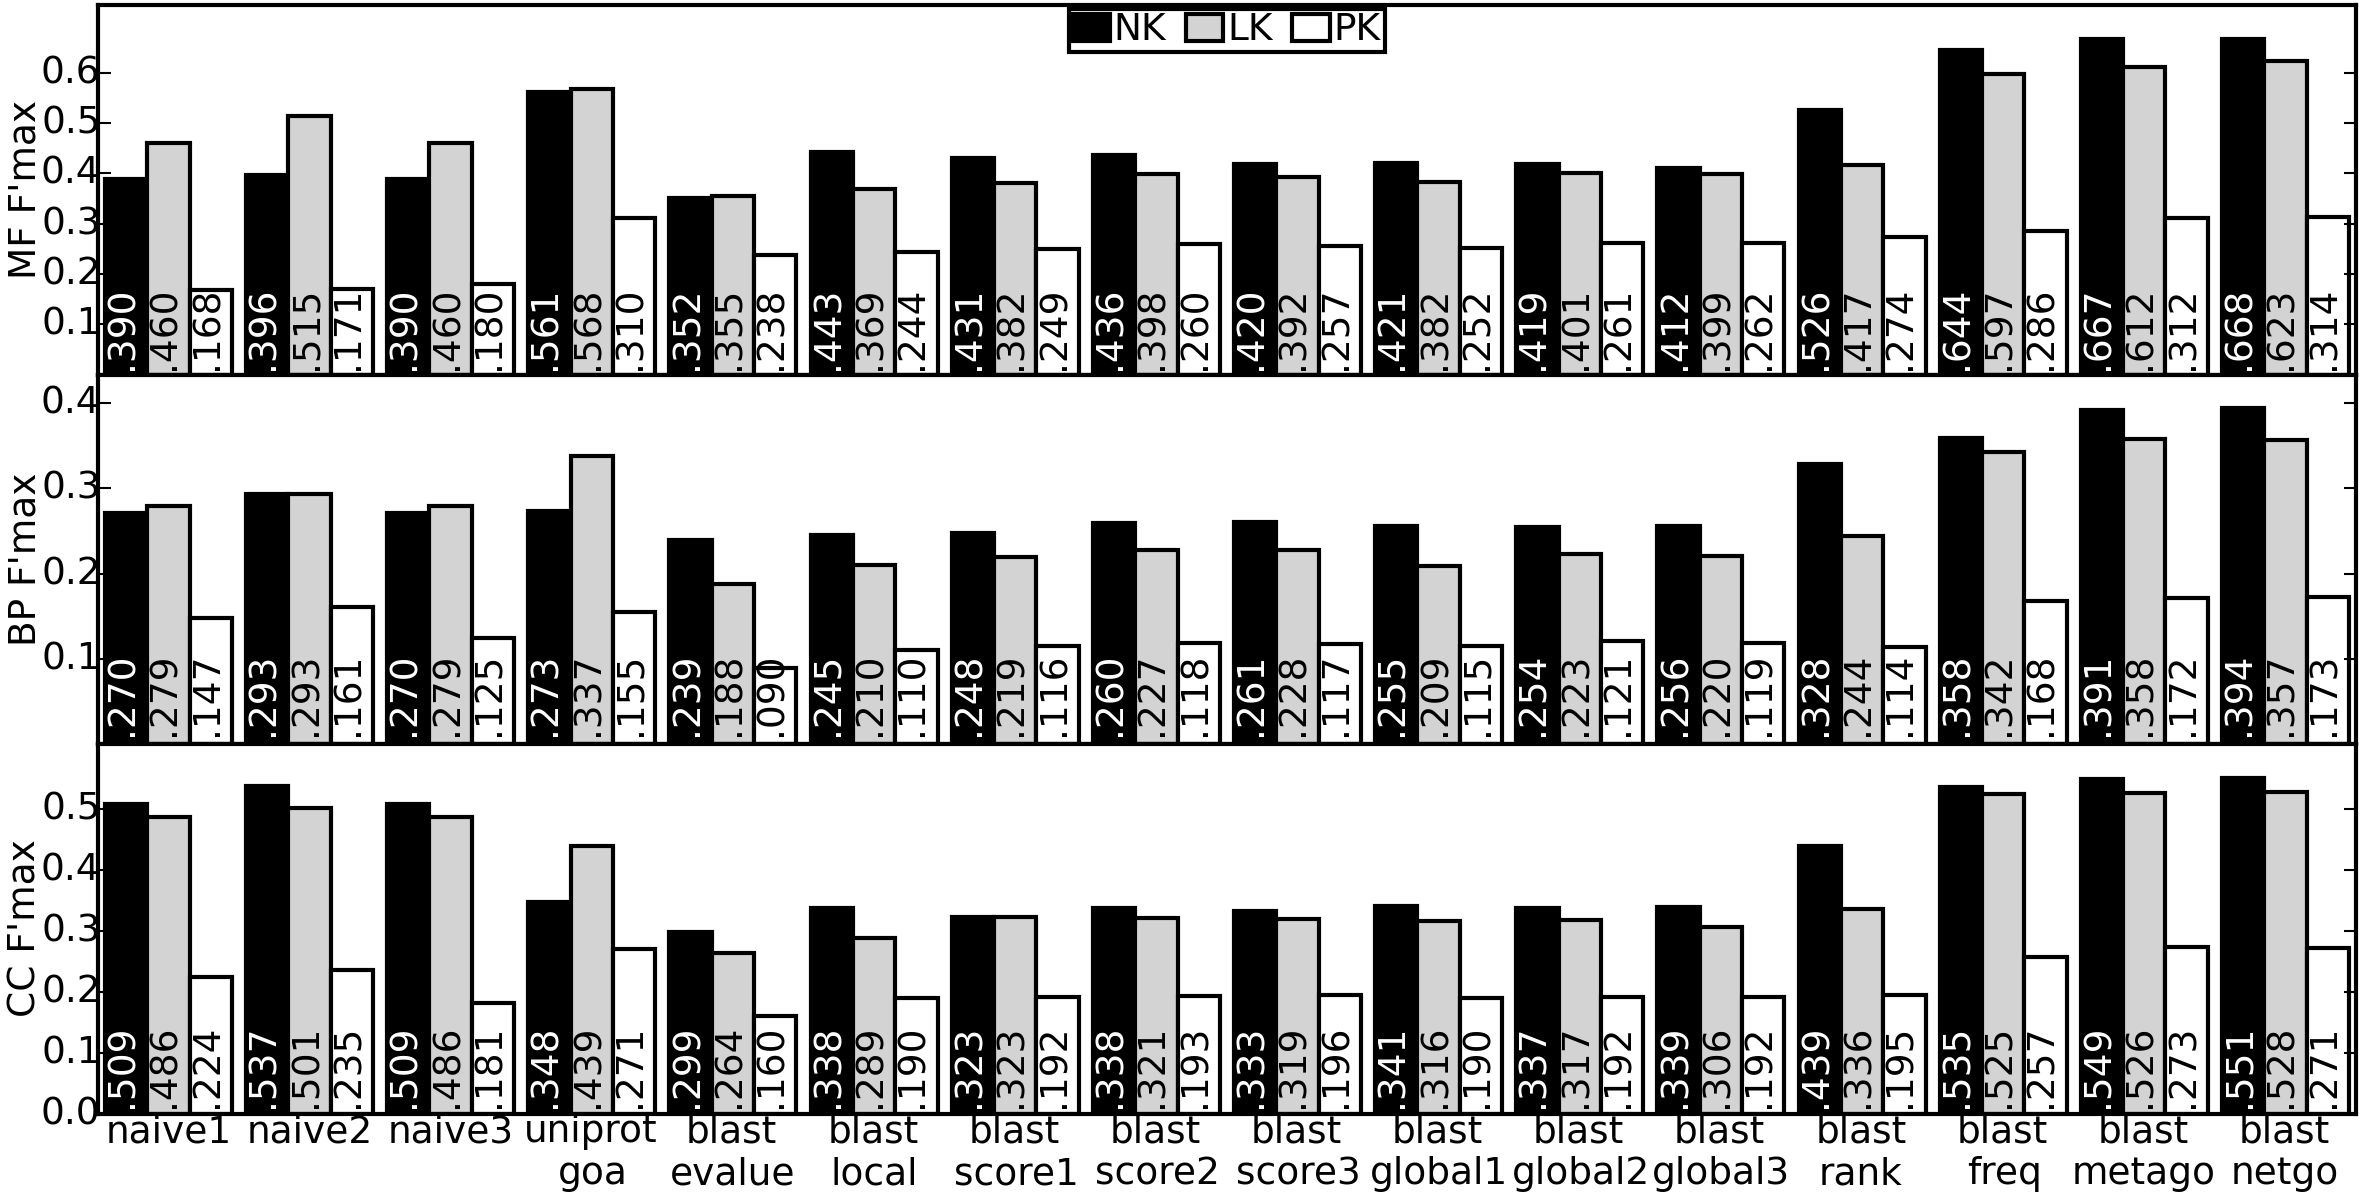 NK LK PK
MF F'max
0.6
0.5
0.4
0.3
0.2
0.1
.390 .460 .168 .396 .515 .171 .390 .460 .180 .561 .568 .310 .352 .355 .238 .443 .369 .244 .431 .382 .249 .436 .398 .260 .420 .392 .257 .421 .382 .252 .419 .401 .261 .412 .399 .262 .526 .417 .274 .644 .597 .286 .667 .612 .312 .668 .623 .314
BP F'max
0.4
0.3
0.2
0.1
.270 .279 .147 .293 .293 .161 .270 .279 .125 .273 .337 .155 .239 .188 .090 .245 .210 .110 .248 .219 .116 .260 .227 .118 .261 .228 .117 .255 .209 .115 .254 .223 .121 .256 .220 .119 .328 .244 .114 .358 .342 .168 .391 .358 .172 .394 .357 .173
CC F'max
0.5
0.4
0.3
0.2
0.1
0.0
.509 .486 .224 .537 .501 .235 .509 .486 .181 .348 .439 .271 .299 .264 .160 .338 .289 .190 .323 .323 .192 .338 .321 .193 .333 .319 .196 .341 .316 .190 .337 .317 .192 .339 .306 .192 .439 .336 .195 .535 .525 .257 .549 .526 .273 .551 .528 .271
naive1 naive2 naive3 uniprot blast blast blast blast blast blast blast blast blast blast blast blast
goa evalue local score1 score2 score3 global1 global2 global3 rank freq metago netgo